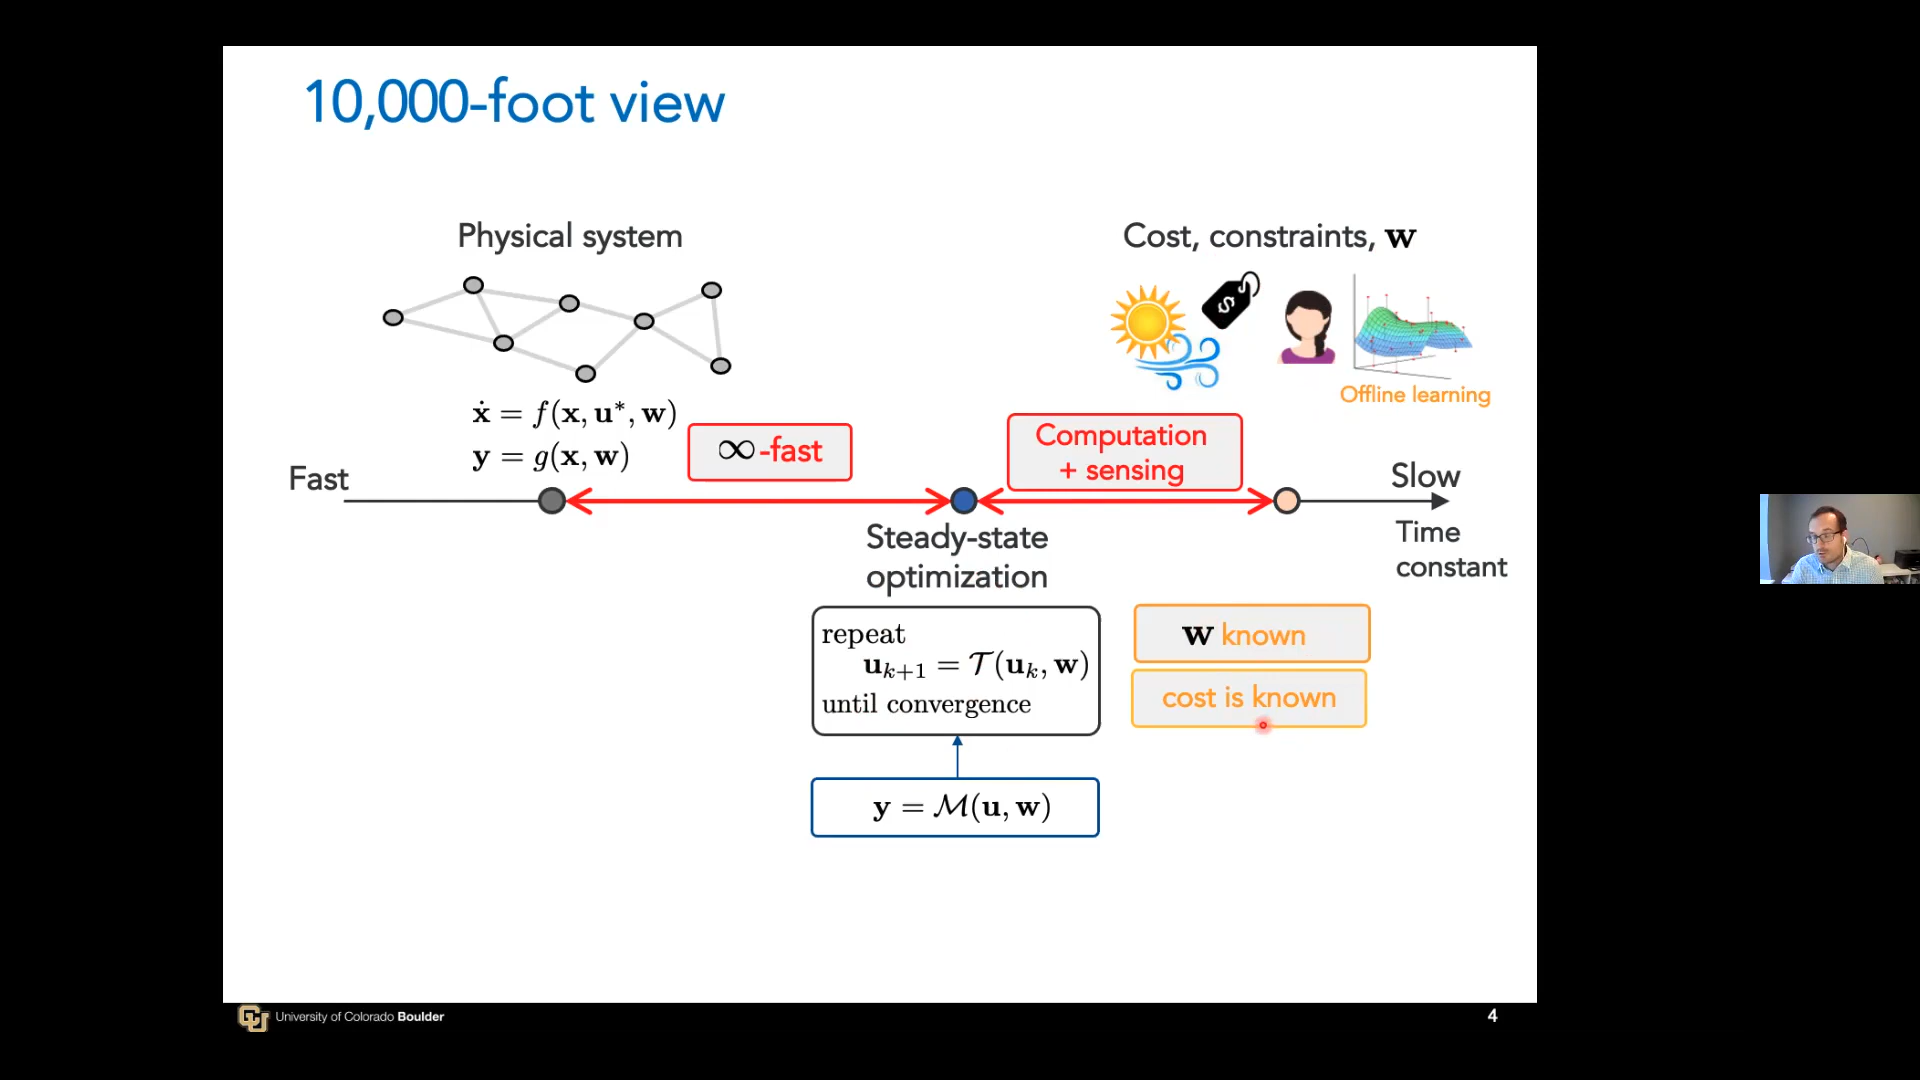 10,000-foot view
Physical system
Cost, constraints, w
$
Offline learning
ẋ = f(x, u*, w)
y = g(x, w)
∞-fast
Computation
+ sensing
Fast
Slow
Time
constant
Steady-state
optimization
repeat
u_{k+1} = 𝒯(u_k, w)
until convergence
w known
cost is known
y = ℳ(u, w)
CU
University of Colorado Boulder
4